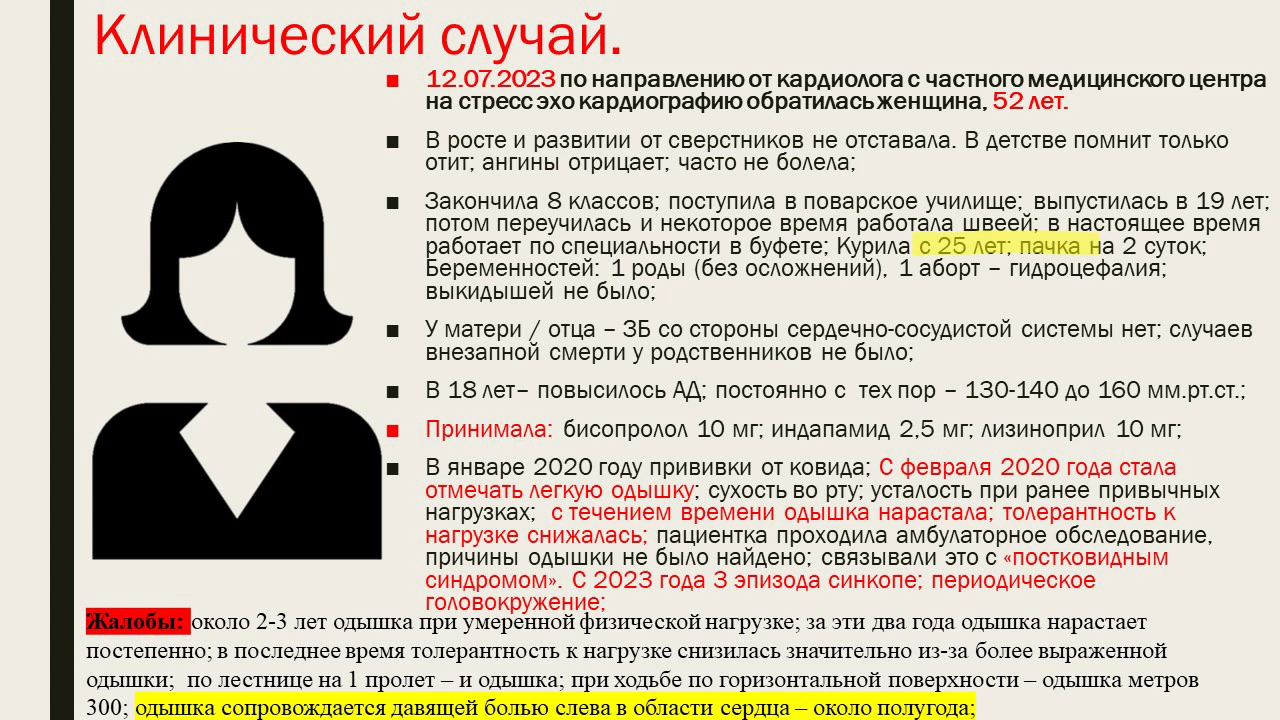 Клинический случай.
12.07.2023 по направлению от кардиолога с частного медицинского центра
на стресс эхо кардиографию обратилась женщина, 52 лет.
В росте и развитии от сверстников не отставала. В детстве помнит только
отит; ангины отрицает; часто не болела;
Закончила 8 классов; поступила в поварское училище; выпустилась в 19 лет;
потом переучилась и некоторое время работала швеей; в настоящее время
работает по специальности в буфете; Курила с 25 лет; пачка на 2 суток;
Беременностей: 1 роды (без осложнений), 1 аборт – гидроцефалия;
выкидышей не было;
У матери / отца – ЗБ со стороны сердечно-сосудистой системы нет; случаев
внезапной смерти у родственников не было;
В 18 лет– повысилось АД; постоянно с тех пор – 130-140 до 160 мм.рт.ст.;
Принимала: бисопролол 10 мг; индапамид 2,5 мг; лизиноприл 10 мг;
В январе 2020 году прививки от ковида; С февраля 2020 года стала
отмечать легкую одышку; сухость во рту; усталость при ранее привычных
нагрузках; с течением времени одышка нарастала; толерантность к
нагрузке снижалась; пациентка проходила амбулаторное обследование,
причины одышки не было найдено; связывали это с «постковидным
синдромом». С 2023 года 3 эпизода синкопе; периодическое
головокружение;
Жалобы: около 2-3 лет одышка при умеренной физической нагрузке; за эти два года одышка нарастает
постепенно; в последнее время толерантность к нагрузке снизилась значительно из-за более выраженной
одышки; по лестнице на 1 пролет – и одышка; при ходьбе по горизонтальной поверхности – одышка метров
300; одышка сопровождается давящей болью слева в области сердца – около полугода;